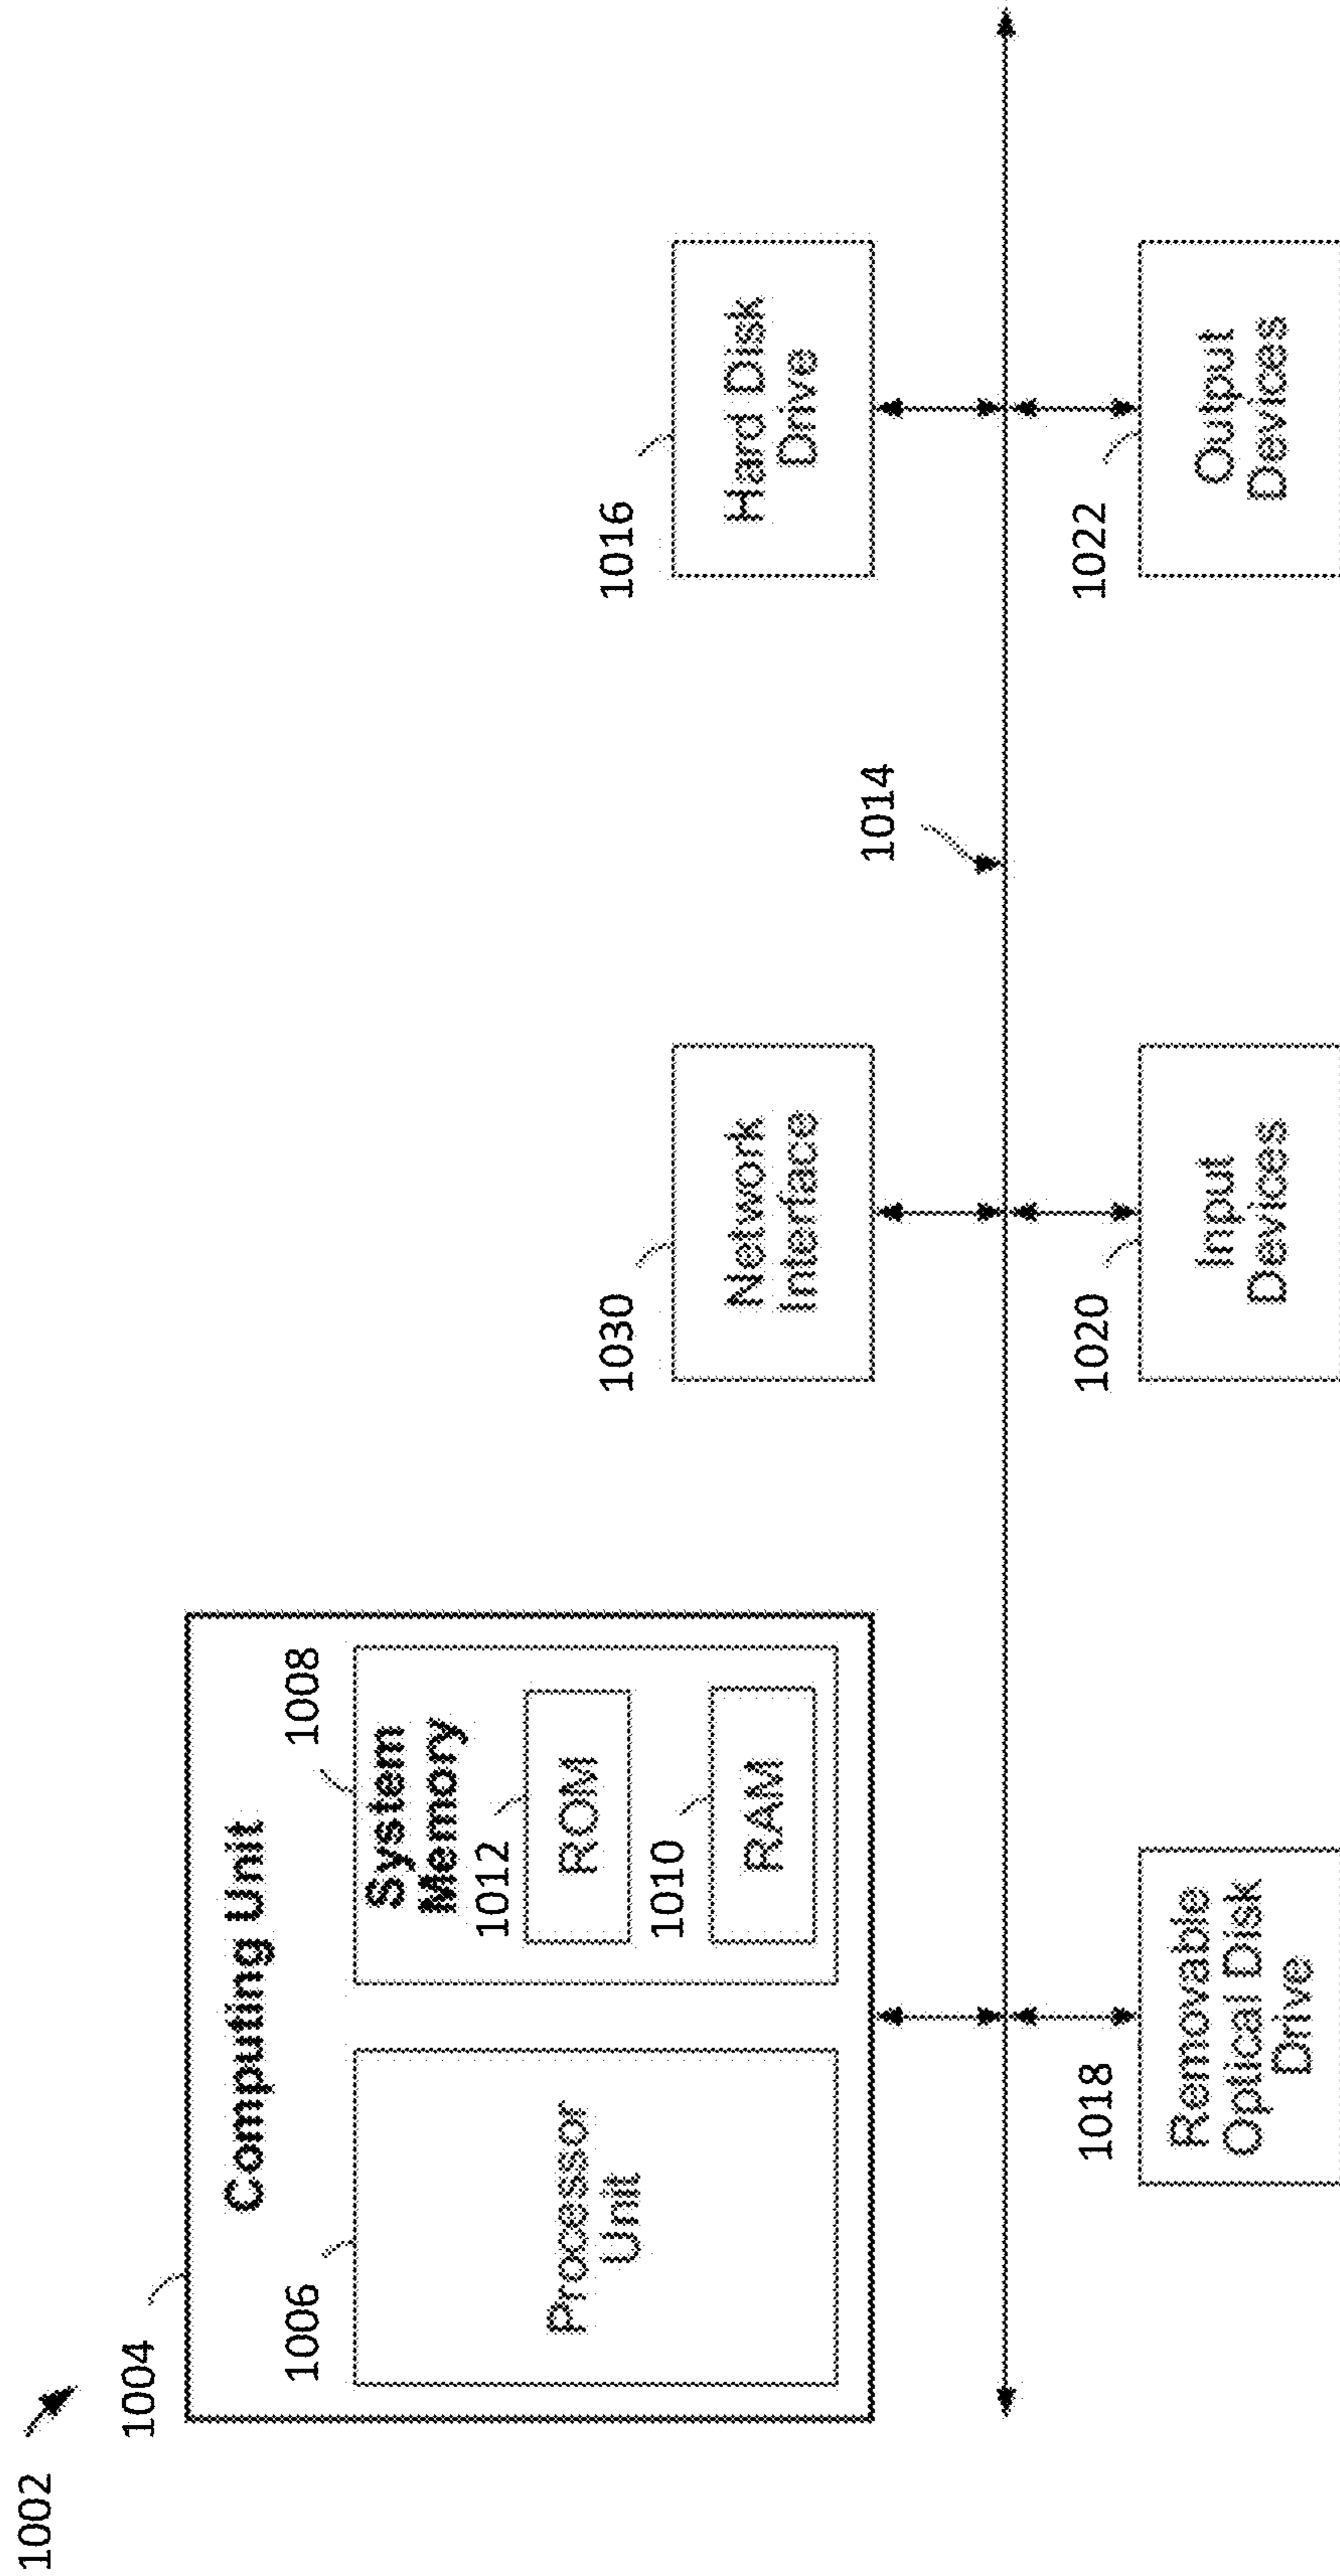 1002
1004
Computing Unit
1006
Processor
Unit
1008
System
Memory
1012
ROM
1010
RAM
1030
Network
Interface
1016
Hard Disk
Drive
1014
1018
Removable
Optical Disk
Drive
1020
Input
Devices
1022
Output
Devices